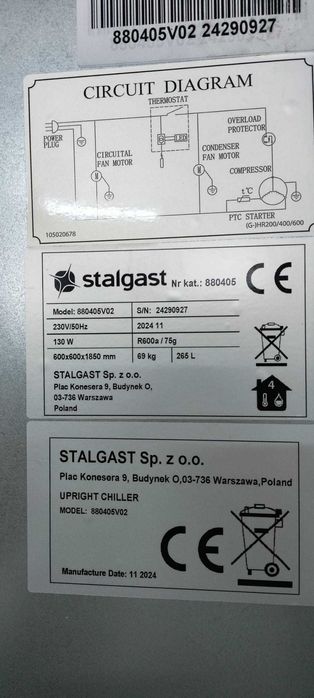 880405V02 24290927
CIRCUIT DIAGRAM
THERMOSTAT
POWER
PLUG
LED
OVERLOAD
PROTECTOR
CIRCUITAL
FAN MOTOR
M
M
CONDENSER
FAN MOTOR
COMPRESSOR
t℃
PTC STARTER
105020678
(G-)HR200/400/600
stalgast Nr kat.: 880405 CE
Model: 880405V02 S/N: 24290927
230V/50Hz 2024 11
130 W R600a / 75g
600x600x1850 mm 69 kg 265 L
STALGAST Sp. z o.o.
Plac Konesera 9, Budynek O,
03-736 Warszawa
Poland
4
STALGAST Sp. z o.o.
Plac Konesera 9, Budynek O,03-736 Warszawa,Poland
UPRIGHT CHILLER
MODEL: 880405V02
CE
Manufacture Date: 11 2024